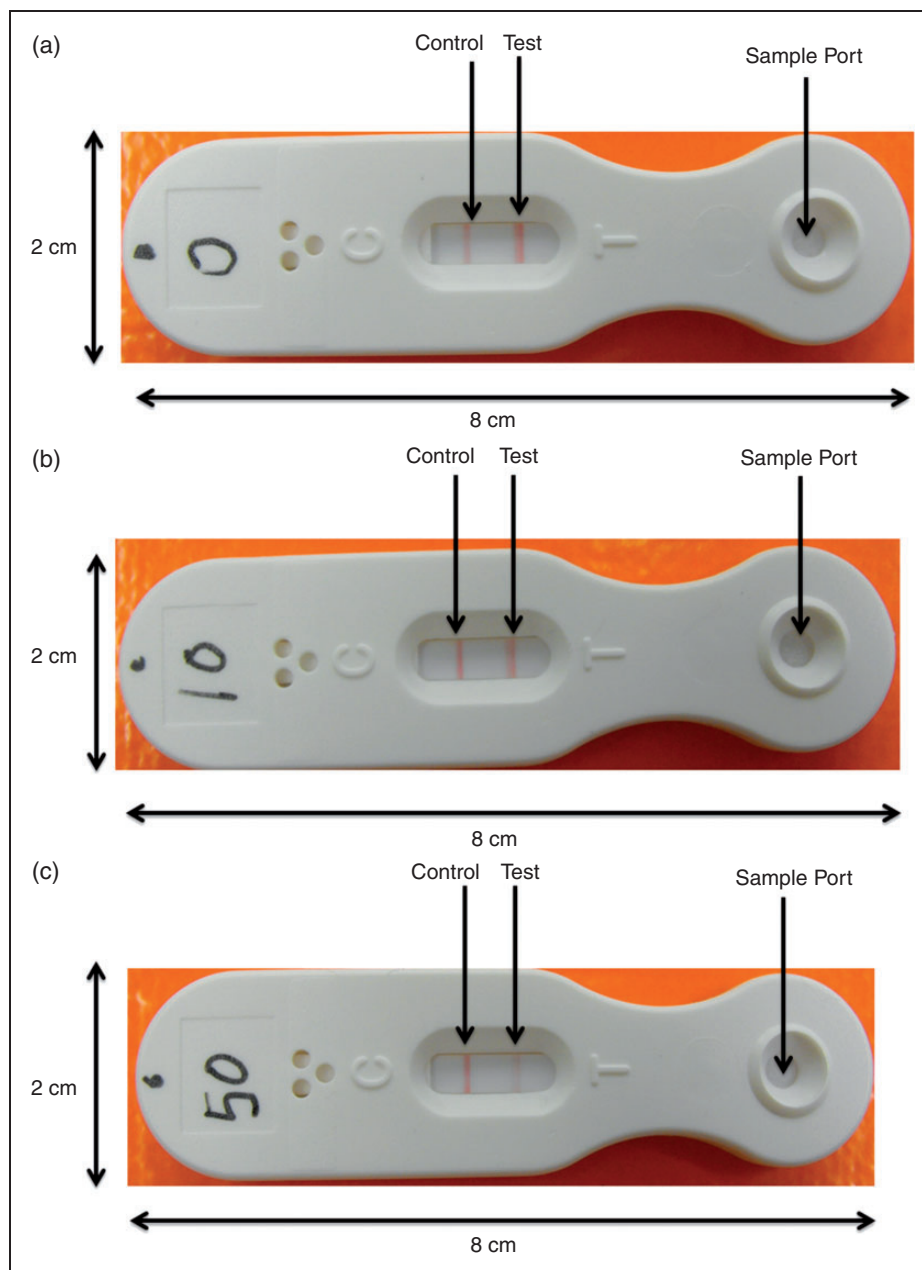 (a)
Control Test
Sample Port
2 cm
0
C
T
8 cm
(b)
Control Test
Sample Port
2 cm
10
C
T
8 cm
(c)
Control Test
Sample Port
2 cm
50
C
T
8 cm